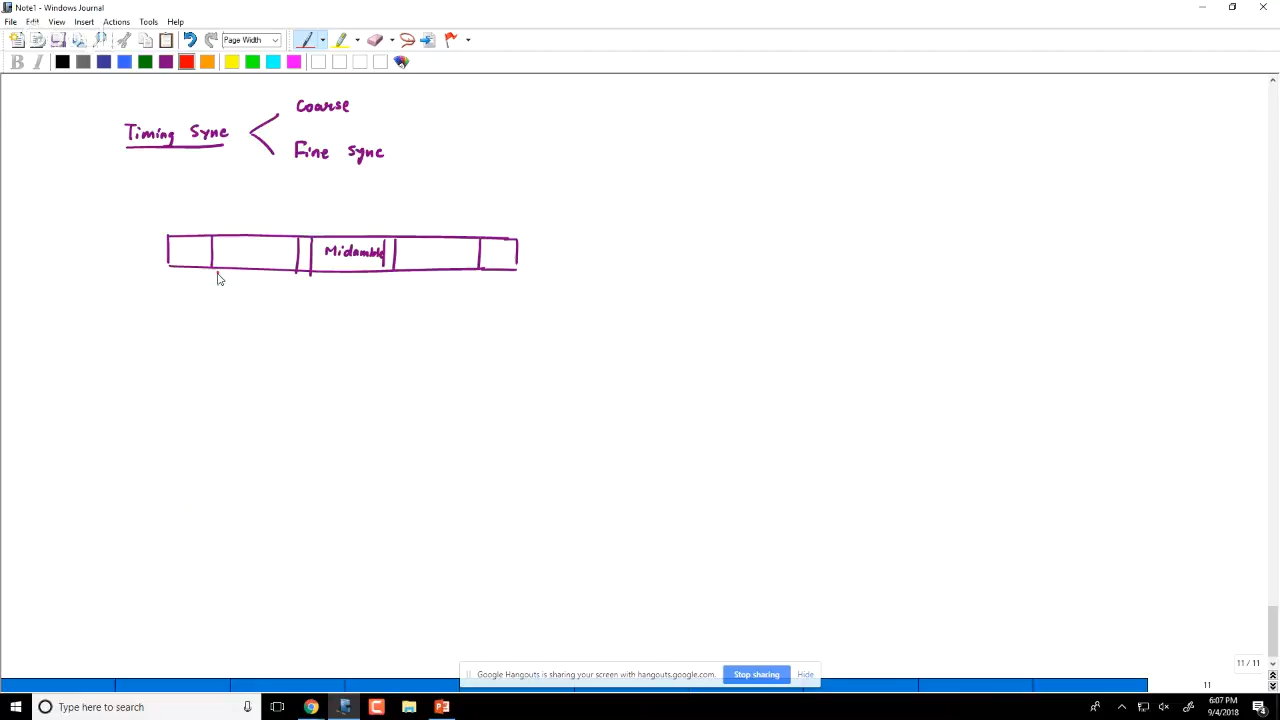 Note1 - Windows Journal
File Edit View Insert Actions Tools Help
Page Width
B I
Timing Sync
Coarse
Fine sync
Midamble
11 / 11
Google Hangouts is sharing your screen with hangouts.google.com.
Stop sharing
Hide
11
Type here to search
6:07 PM
9/4/2018
4